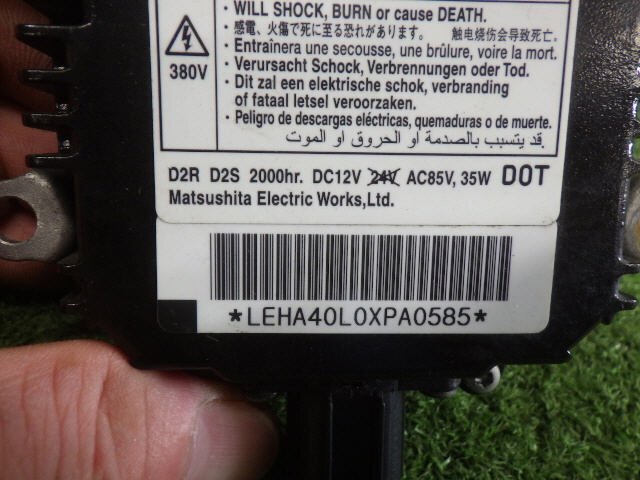 • WILL SHOCK, BURN or cause DEATH.
• 感電、火傷で死に至る恐れがあります。 触电烧伤会导致死亡.
• Entraînera une secousse, une brûlure, voire la mort.
• Verursacht Schock, Verbrennungen oder Tod.
• Dit zal een elektrische schok, verbranding
of fataal letsel veroorzaken.
• Peligro de descargas eléctricas, quemaduras o de muerte.
قد يتسبب بالصدمة أو الحروق أو الموت.
380V
D2R D2S 2000hr. DC12V 24V AC85V, 35W DOT
Matsushita Electric Works,Ltd.
*LEHA40L0XPA0585*